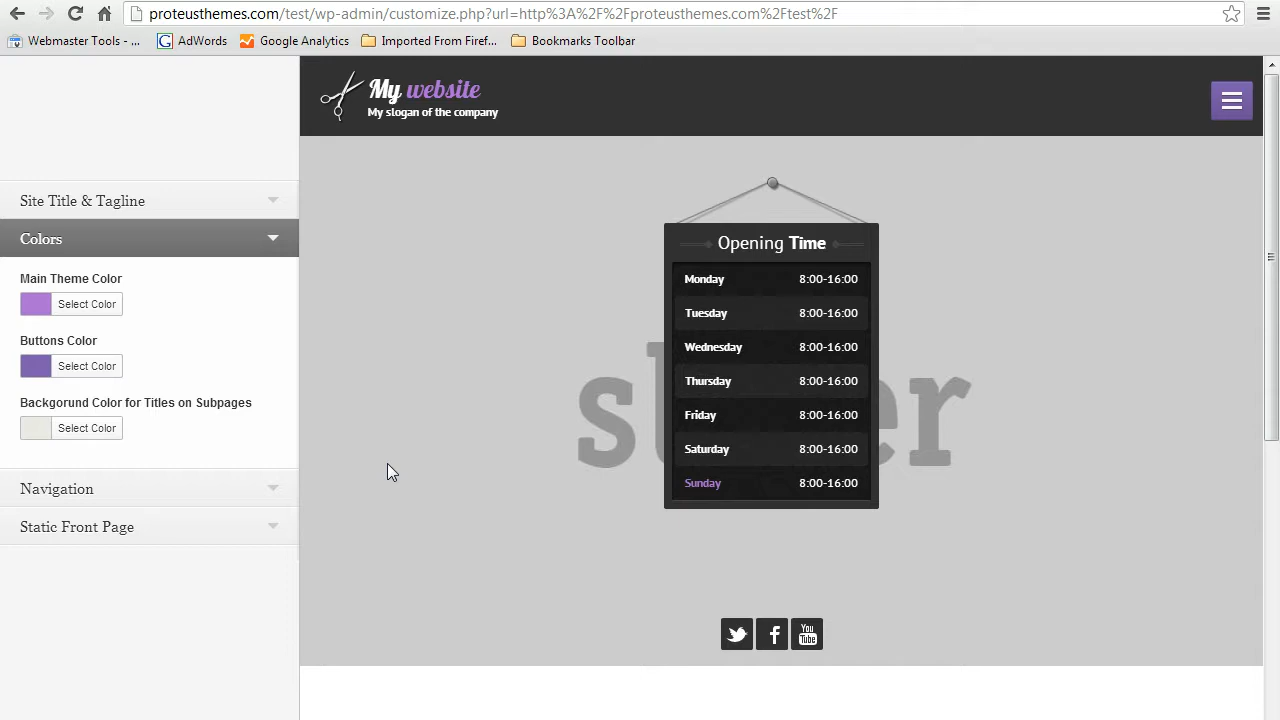 proteusthemes.com/test/wp-admin/customize.php?url=http%3A%2F%2Fproteusthemes.com%2Ftest%2F
Webmaster Tools - ... AdWords Google Analytics Imported From Firef... Bookmarks Toolbar
My website
My slogan of the company
Site Title & Tagline
Colors
Main Theme Color
Select Color
Buttons Color
Select Color
Backgorund Color for Titles on Subpages
Select Color
Navigation
Static Front Page
Opening Time
Monday 8:00-16:00
Tuesday 8:00-16:00
Wednesday 8:00-16:00
Thursday 8:00-16:00
Friday 8:00-16:00
Saturday 8:00-16:00
Sunday 8:00-16:00
You Tube